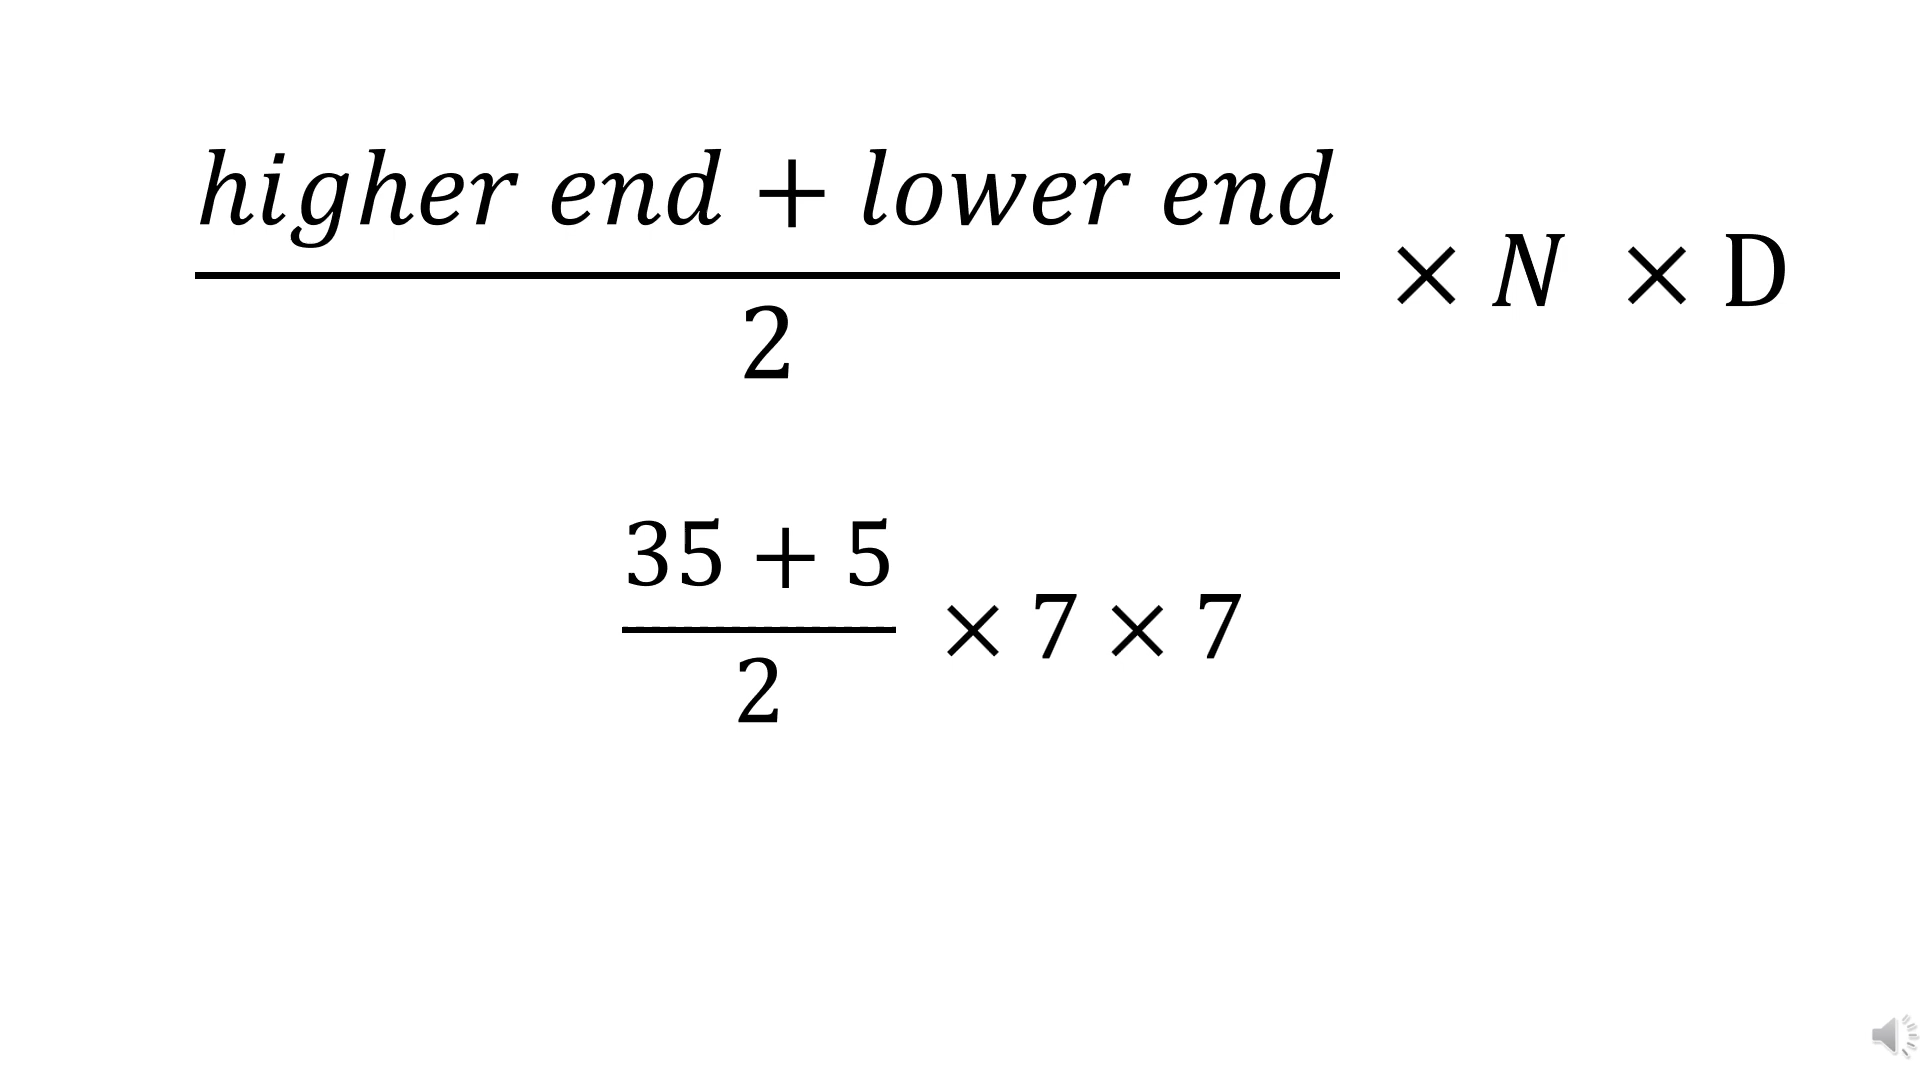 higher end + lower end
2
× N × D
35 + 5
2
× 7 × 7